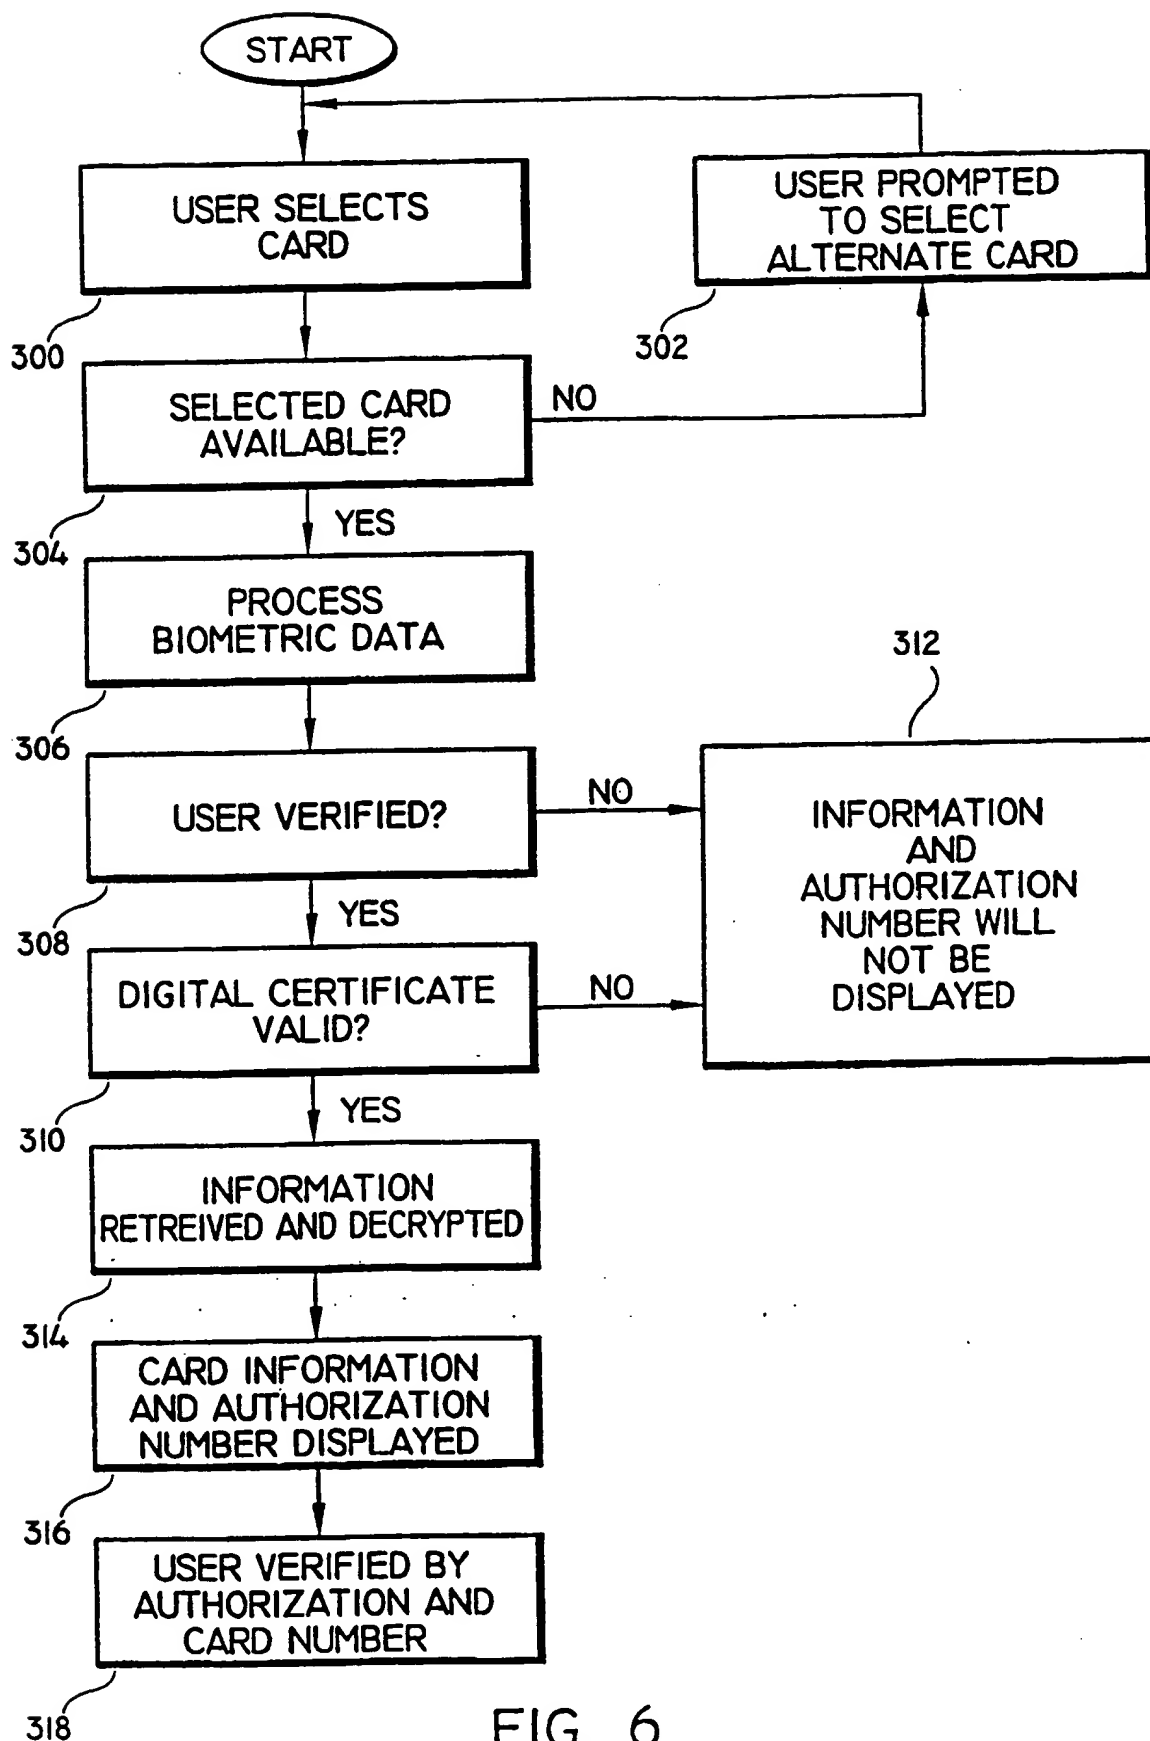 START
USER SELECTS
CARD
300
USER PROMPTED
TO SELECT
ALTERNATE CARD
302
SELECTED CARD
AVAILABLE?
NO
304
YES
PROCESS
BIOMETRIC DATA
306
USER VERIFIED?
NO
308
YES
312
INFORMATION
AND
AUTHORIZATION
NUMBER WILL
NOT BE
DISPLAYED
DIGITAL CERTIFICATE
VALID?
NO
310
YES
INFORMATION
RETREIVED AND DECRYPTED
314
CARD INFORMATION
AND AUTHORIZATION
NUMBER DISPLAYED
316
USER VERIFIED BY
AUTHORIZATION AND
CARD NUMBER
318
FIG 6